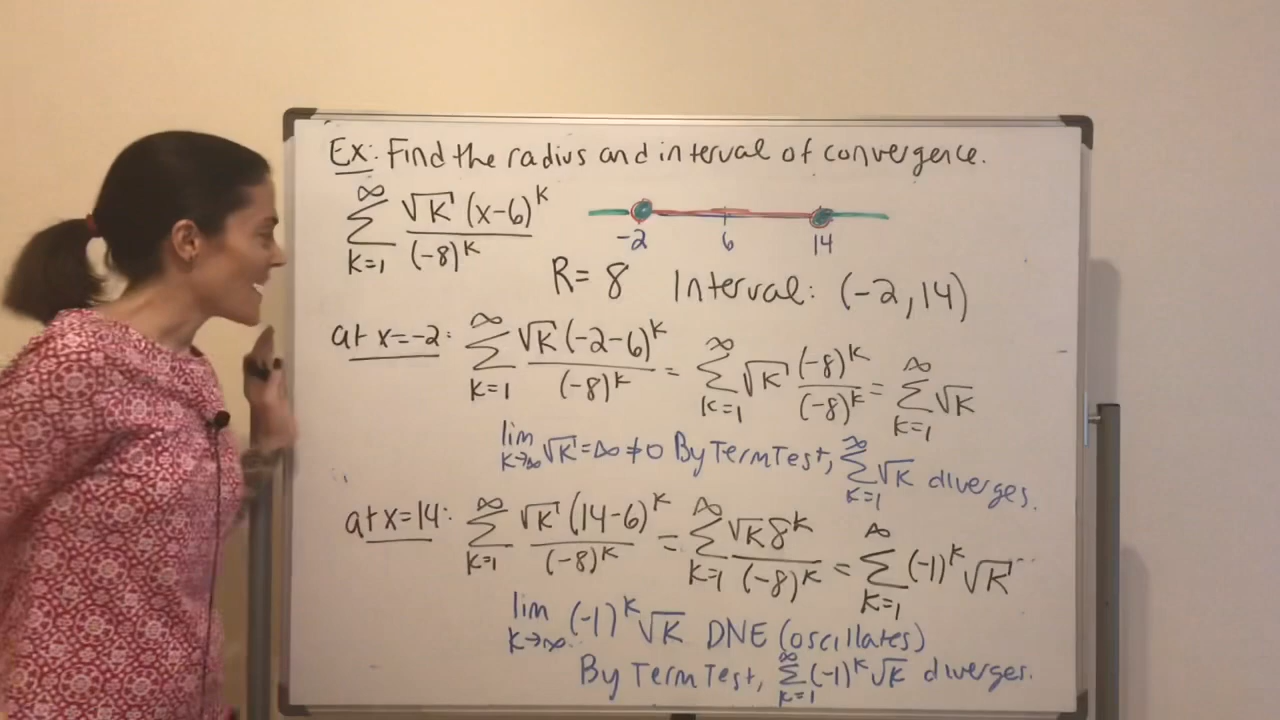 Ex: Find the radius and interval of convergence.
∞∑k=1 √k (x-6)^k / (-8)^k
-2 6 14
R= 8 Interval: (-2,14)
at x=-2: ∞∑k=1 √k (-2-6)^k / (-8)^k = ∞∑k=1 √k (-8)^k / (-8)^k = ∞∑k=1 √k
lim k→∞ √k = ∞ ≠ 0 By Term Test, ∞∑k=1 √k diverges.
at x=14: ∞∑k=1 √k (14-6)^k / (-8)^k = ∞∑k=1 √k 8^k / (-8)^k = ∞∑k=1 (-1)^k √k
lim k→∞ (-1)^k √k DNE (oscillates)
By Term Test, ∞∑k=1 (-1)^k √k diverges.